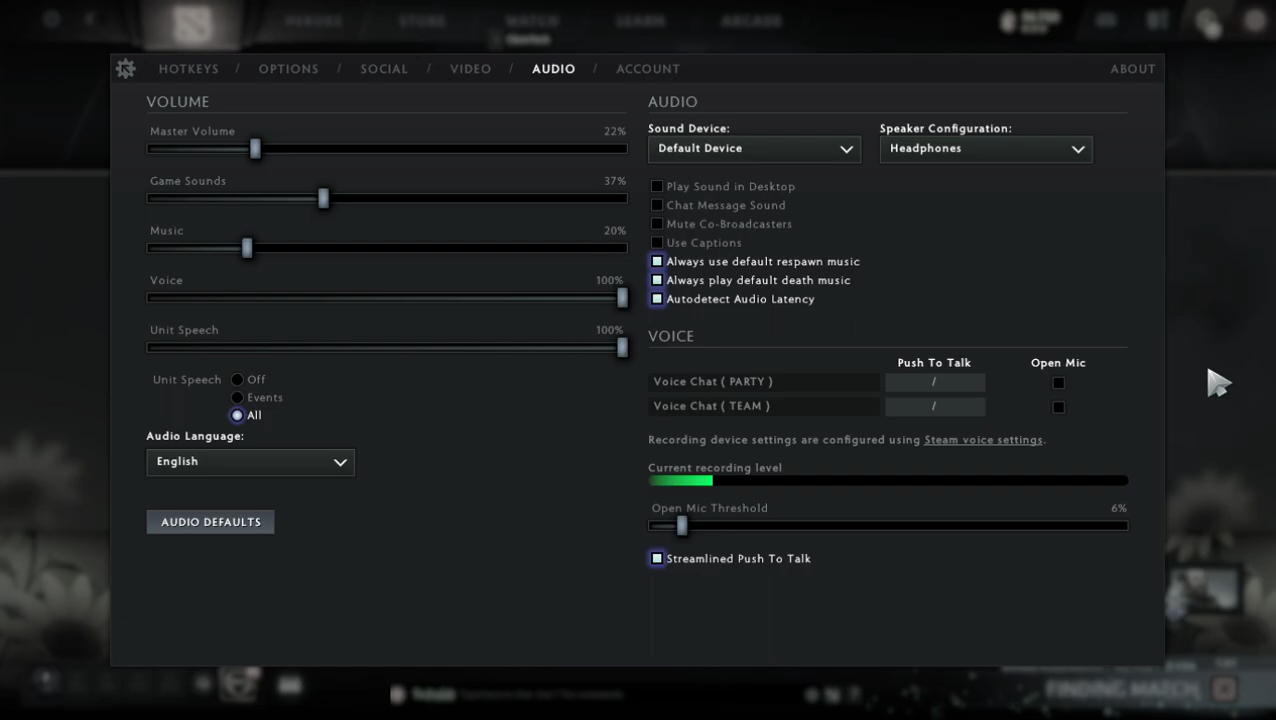 HEROES STORE MATCH LEARN ARCADE
HOTKEYS / OPTIONS / SOCIAL / VIDEO / AUDIO / ACCOUNT
ABOUT
VOLUME
Master Volume 22%
Game Sounds 37%
Music 20%
Voice 100%
Unit Speech 100%
Unit Speech Off
Events
All
Audio Language:
English
AUDIO DEFAULTS
AUDIO
Sound Device: Speaker Configuration:
Default Device Headphones
Play Sound in Desktop
Chat Message Sound
Mute Co-Broadcasters
Use Captions
Always use default respawn music
Always play default death music
Autodetect Audio Latency
VOICE
Push To Talk Open Mic
Voice Chat ( PARTY ) /
Voice Chat ( TEAM ) /
Recording device settings are configured using Steam voice settings.
Current recording level
Open Mic Threshold 6%
Streamlined Push To Talk
FINDING MATCH